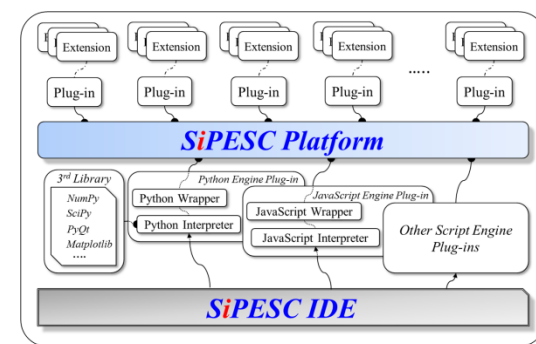 Extension Extension Extension Extension Extension
Plug-in Plug-in Plug-in Plug-in ..... Plug-in
SiPESC Platform
3rd Library
NumPy
SciPy
PyQt
Matplotlib
....
Python Engine Plug-in
Python Wrapper
Python Interpreter
JavaScript Engine Plug-in
JavaScript Wrapper
JavaScript Interpreter
Other Script Engine
Plug-ins
SiPESC IDE